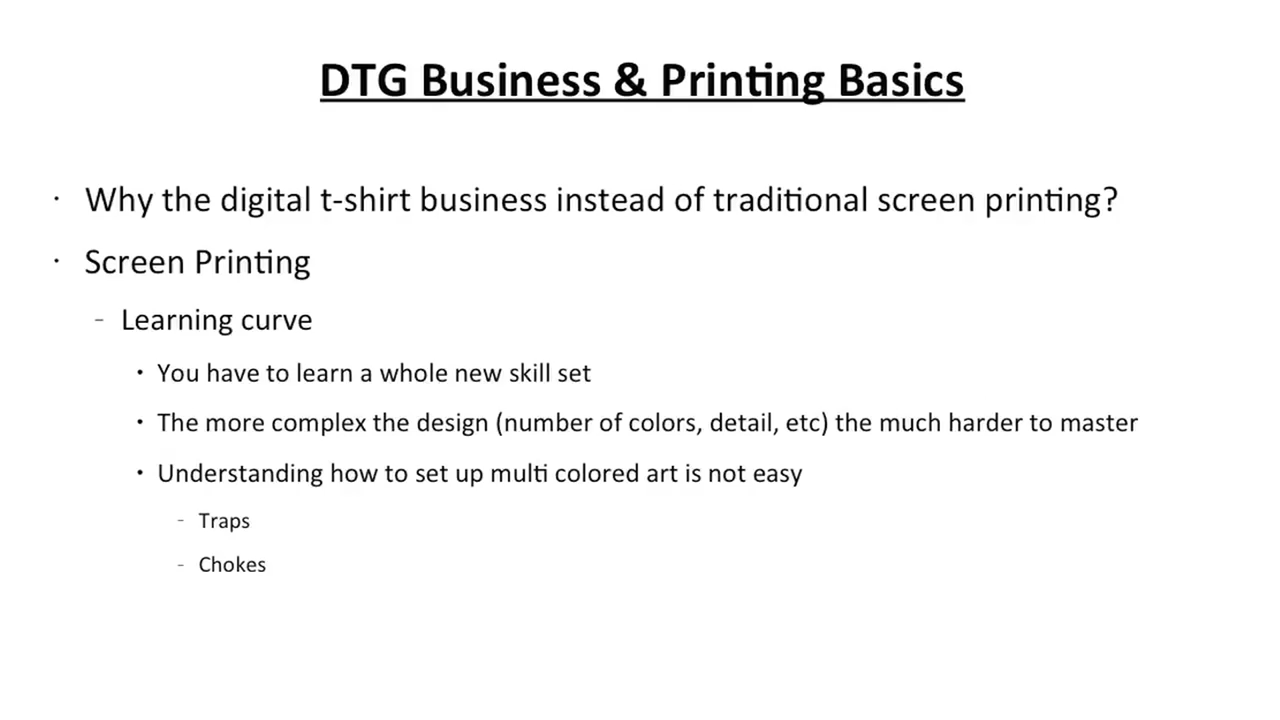 DTG Business & Printing Basics
· Why the digital t-shirt business instead of traditional screen printing?
· Screen Printing
- Learning curve
• You have to learn a whole new skill set
• The more complex the design (number of colors, detail, etc) the much harder to master
• Understanding how to set up multi colored art is not easy
- Traps
- Chokes